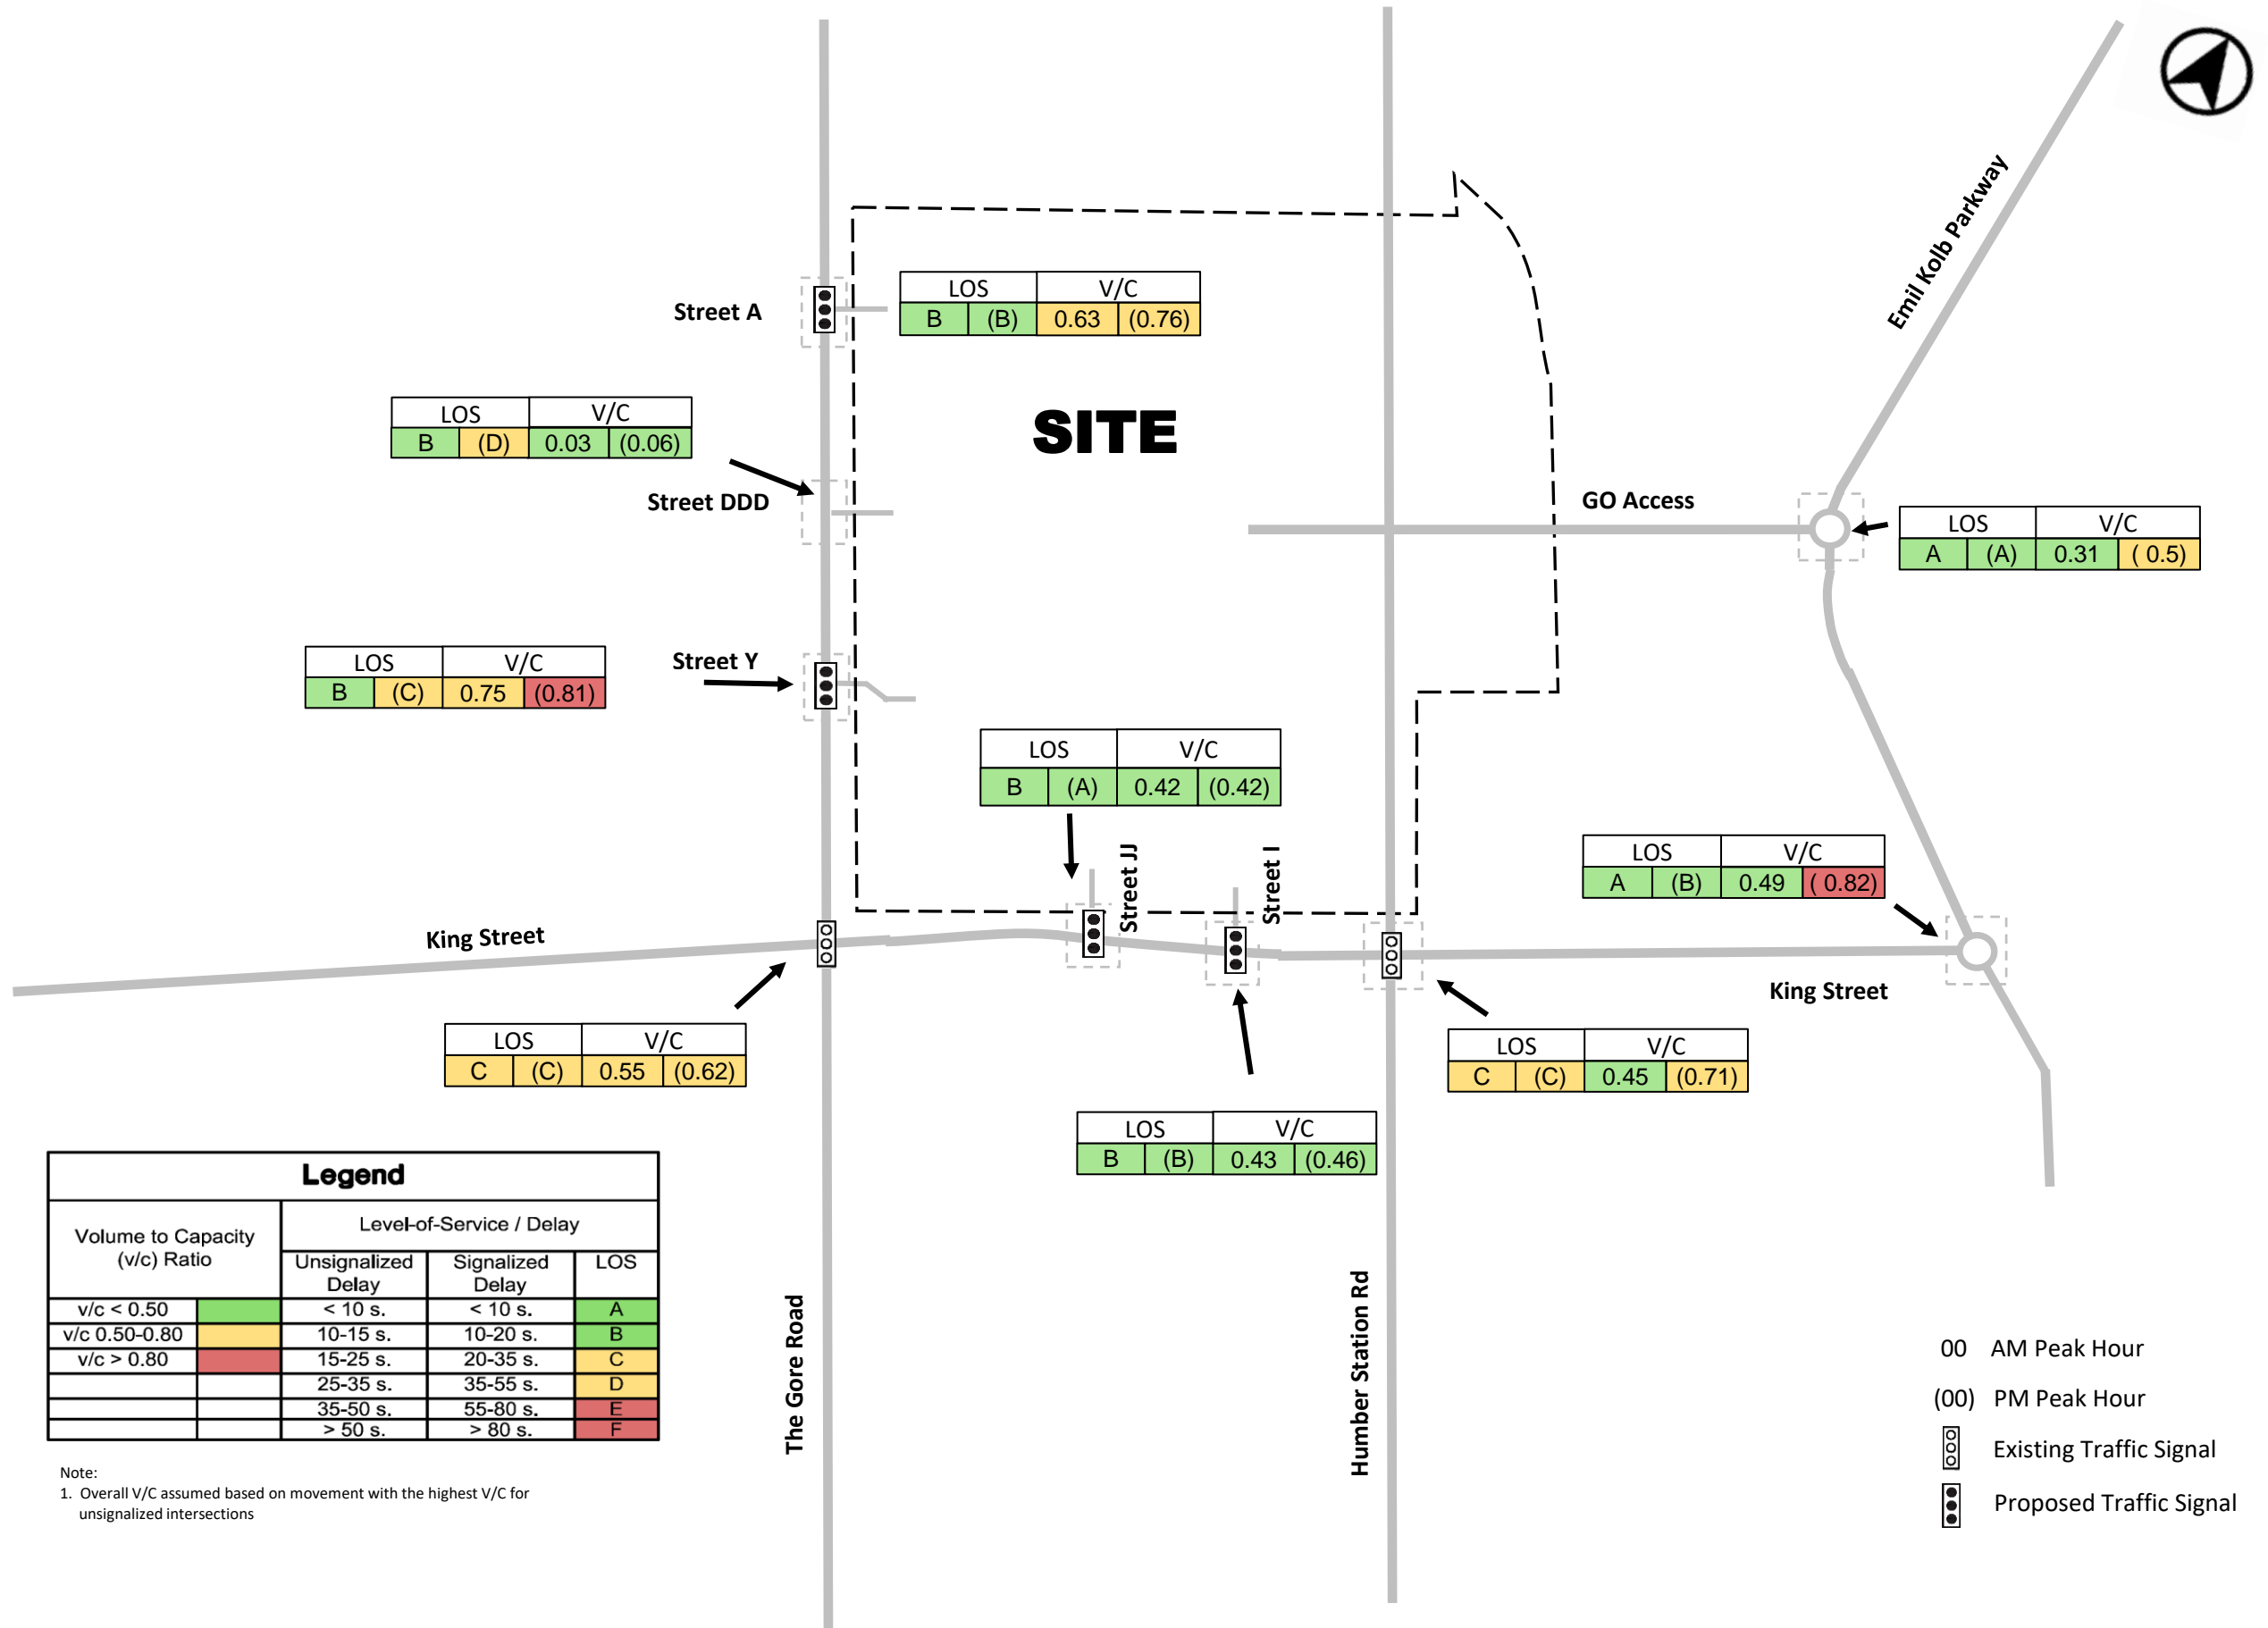 Emil Kolb Parkway
Street A
LOS V/C
B (B) 0.63 (0.76)
LOS V/C
B (D) 0.03 (0.06)
SITE
Street DDD
GO Access
LOS V/C
A (A) 0.31 ( 0.5)
Street Y
LOS V/C
B (C) 0.75 (0.81)
LOS V/C
B (A) 0.42 (0.42)
Street JJ
Street I
LOS V/C
A (B) 0.49 ( 0.82)
King Street
King Street
LOS V/C
C (C) 0.55 (0.62)
LOS V/C
C (C) 0.45 (0.71)
LOS V/C
B (B) 0.43 (0.46)
The Gore Road
Humber Station Rd
Legend
Volume to Capacity
(v/c) Ratio
Level-of-Service / Delay
Unsignalized
Delay
Signalized
Delay
LOS
v/c < 0.50 < 10 s. < 10 s. A
v/c 0.50-0.80 10-15 s. 10-20 s. B
v/c > 0.80 15-25 s. 20-35 s. C
25-35 s. 35-55 s. D
35-50 s. 55-80 s. E
> 50 s. > 80 s. F
Note:
1. Overall V/C assumed based on movement with the highest V/C for
unsignalized intersections
00 AM Peak Hour
(00) PM Peak Hour
Existing Traffic Signal
Proposed Traffic Signal